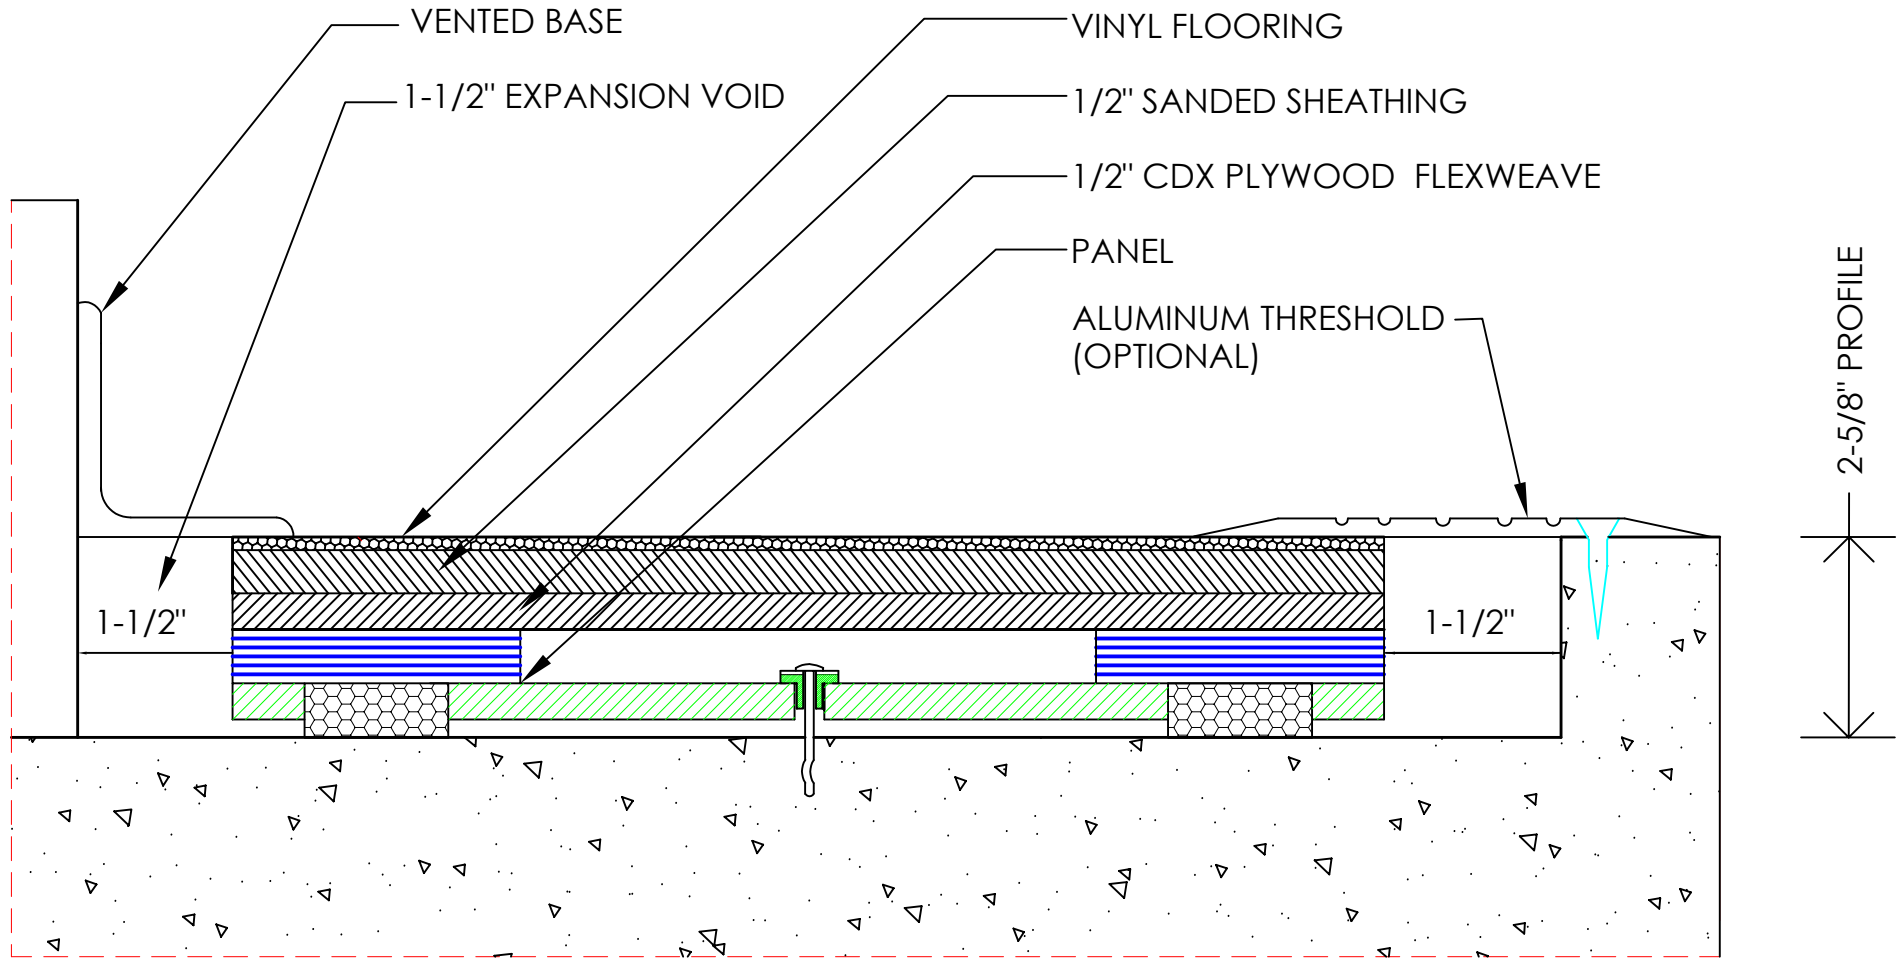 VENTED BASE
1-1/2" EXPANSION VOID
VINYL FLOORING
1/2" SANDED SHEATHING
1/2" CDX PLYWOOD  FLEXWEAVE
PANEL
ALUMINUM THRESHOLD
(OPTIONAL)
2-5/8" PROFILE
1-1/2"
1-1/2"